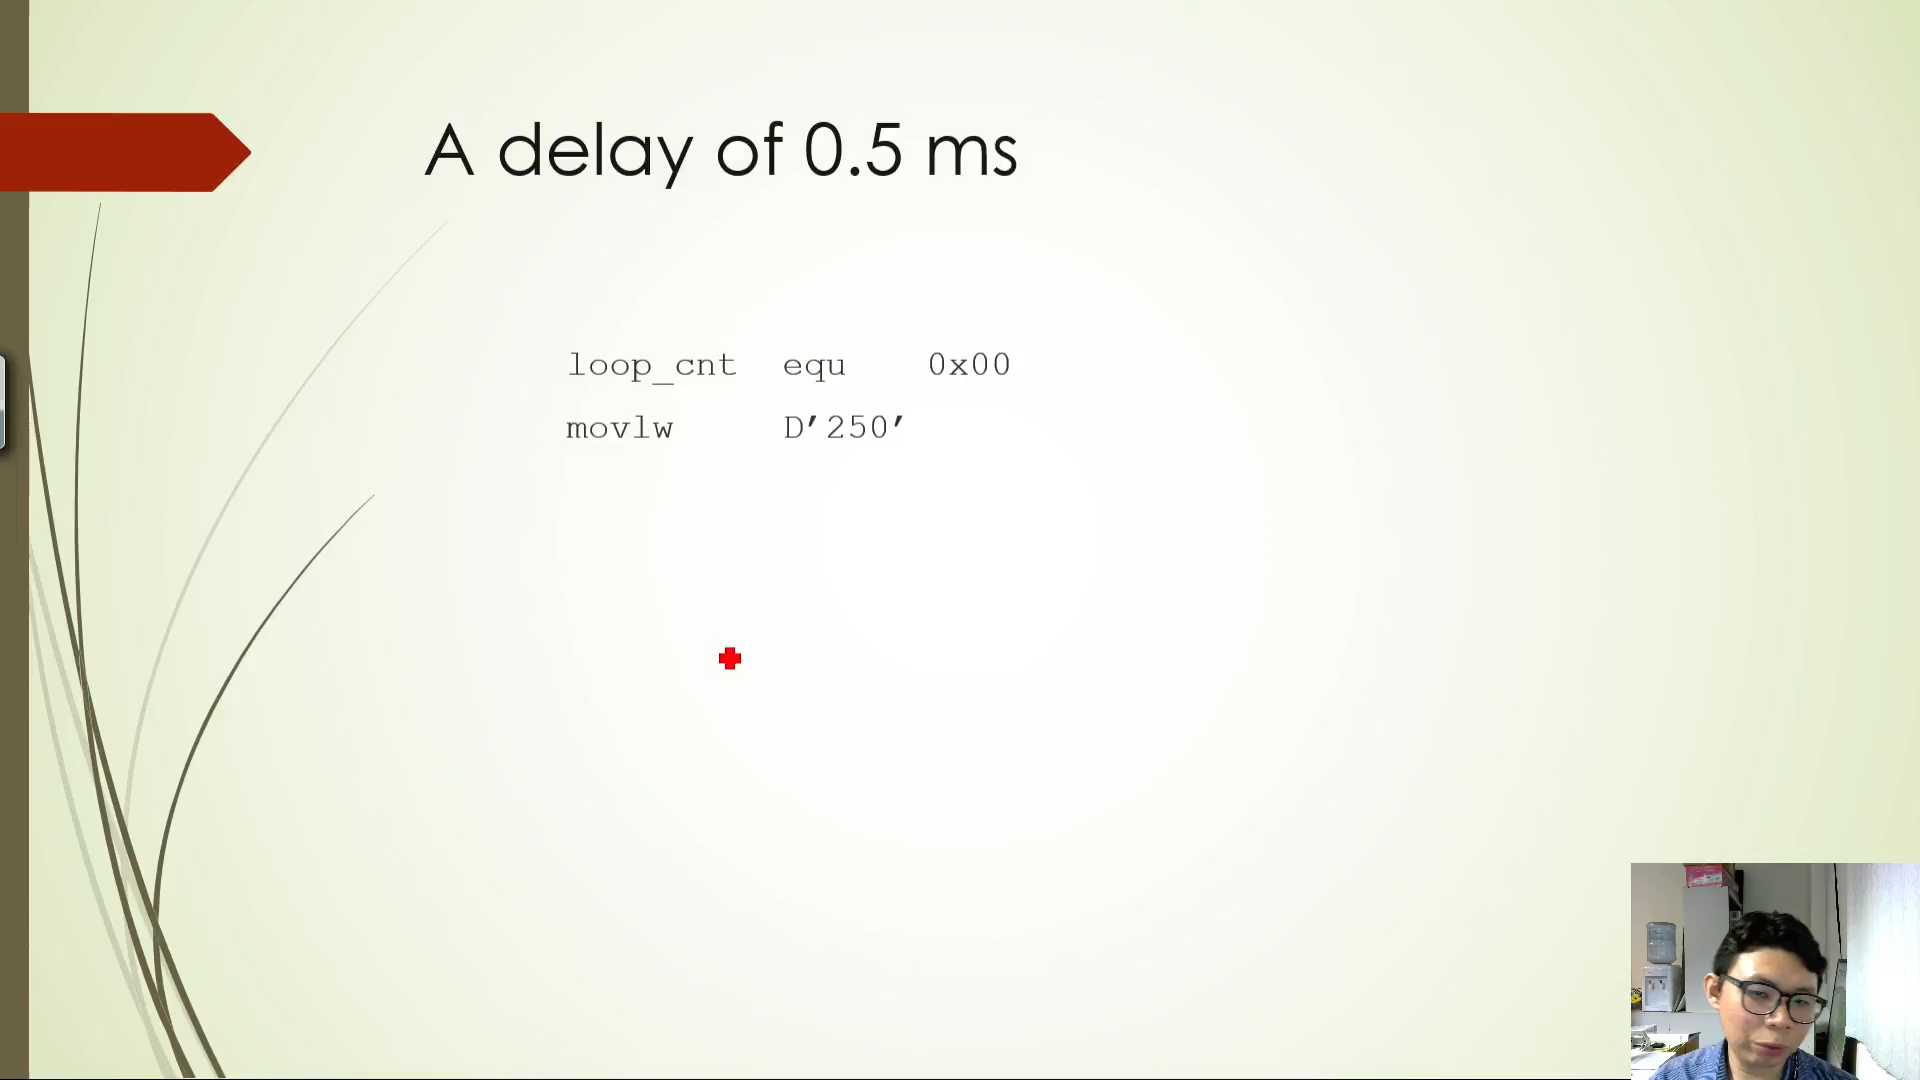 A delay of 0.5 ms
loop_cnt equ 0x00
movlw D’250’